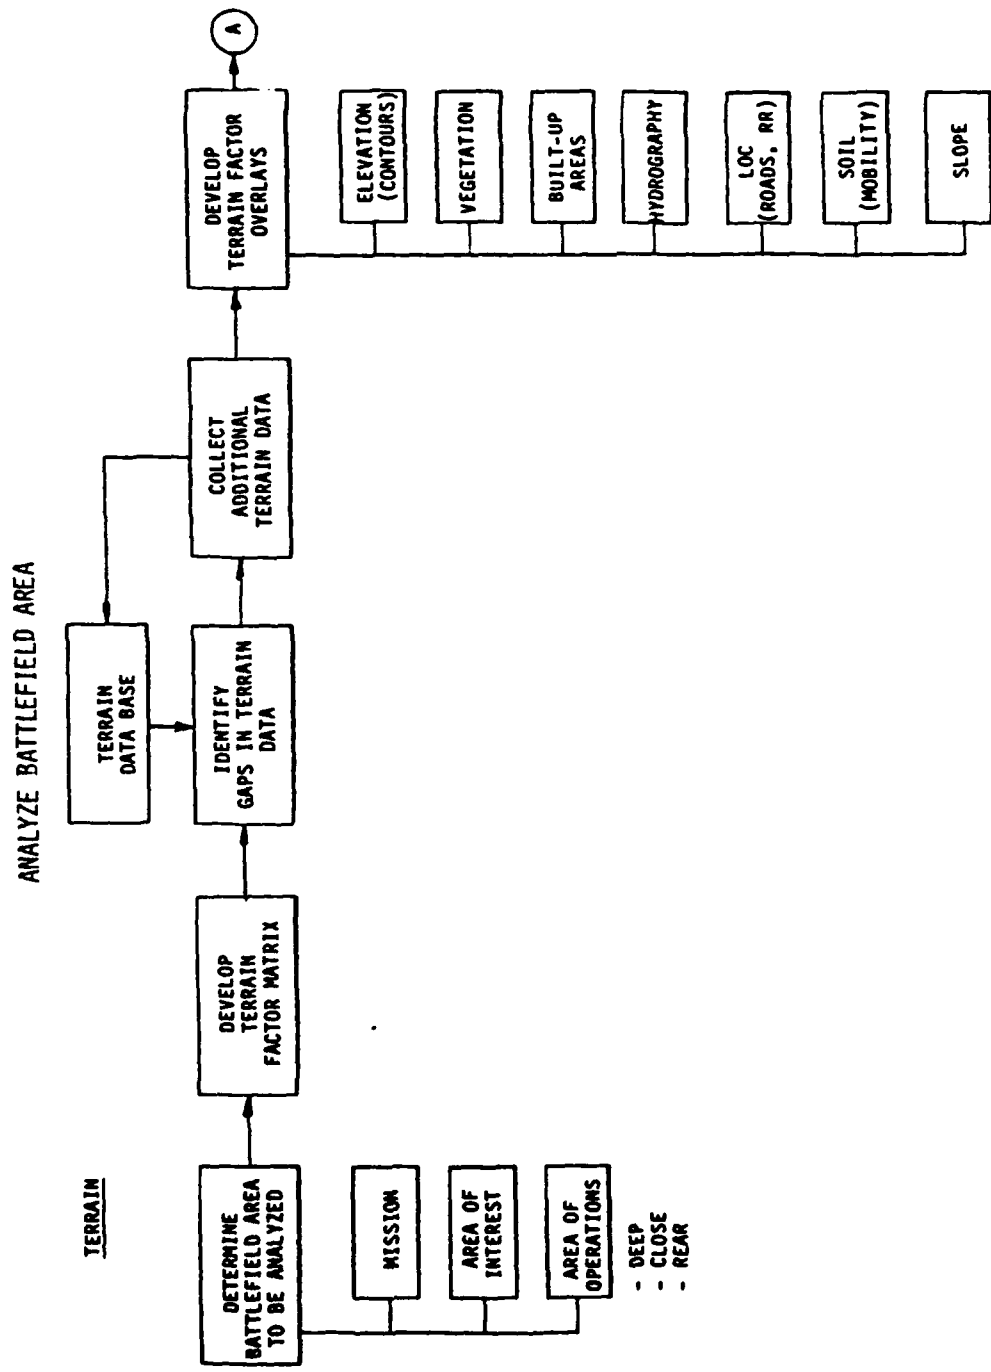 ANALYZE BATTLEFIELD AREA
TERRAIN
DETERMINE
BATTLEFIELD AREA
TO BE ANALYZED
MISSION
AREA OF
INTEREST
AREA OF
OPERATIONS
- DEEP
- CLOSE
- REAR
DEVELOP
TERRAIN
FACTOR MATRIX
TERRAIN
DATA BASE
IDENTIFY
GAPS IN TERRAIN
DATA
COLLECT
ADDITIONAL
TERRAIN DATA
DEVELOP
TERRAIN FACTOR
OVERLAYS
A
ELEVATION
(CONTOURS)
VEGETATION
BUILT-UP
AREAS
HYDROGRAPHY
LOC
(ROADS, RR)
SOIL
(MOBILITY)
SLOPE